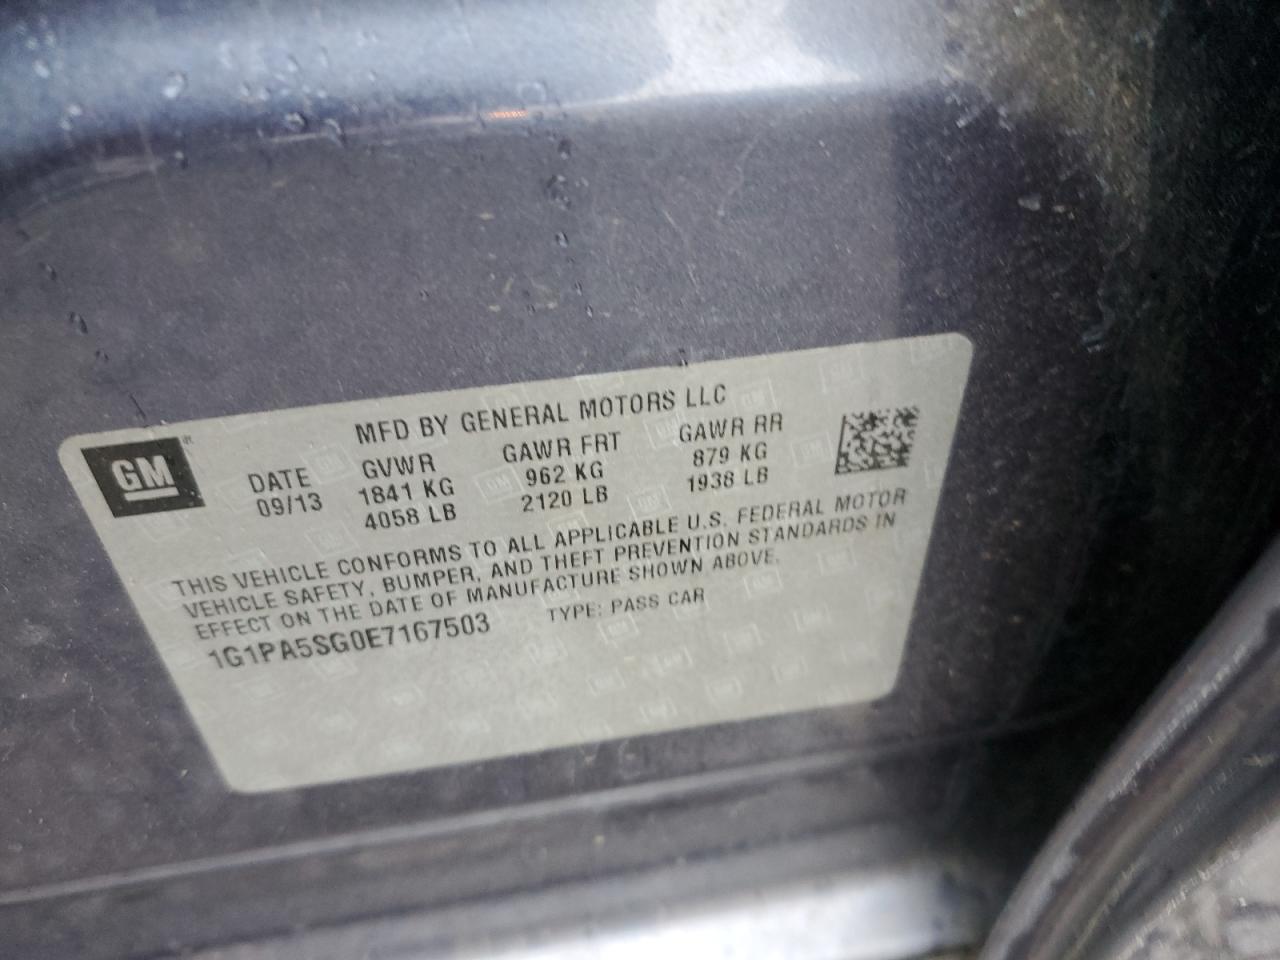 GM
MFD BY GENERAL MOTORS LLC
DATE GVWR GAWR FRT GAWR RR
09/13 1841 KG 962 KG 879 KG
4058 LB 2120 LB 1938 LB
THIS VEHICLE CONFORMS TO ALL APPLICABLE U.S. FEDERAL MOTOR
VEHICLE SAFETY, BUMPER, AND THEFT PREVENTION STANDARDS IN
EFFECT ON THE DATE OF MANUFACTURE SHOWN ABOVE.
1G1PA5SG0E7167503 TYPE: PASS CAR